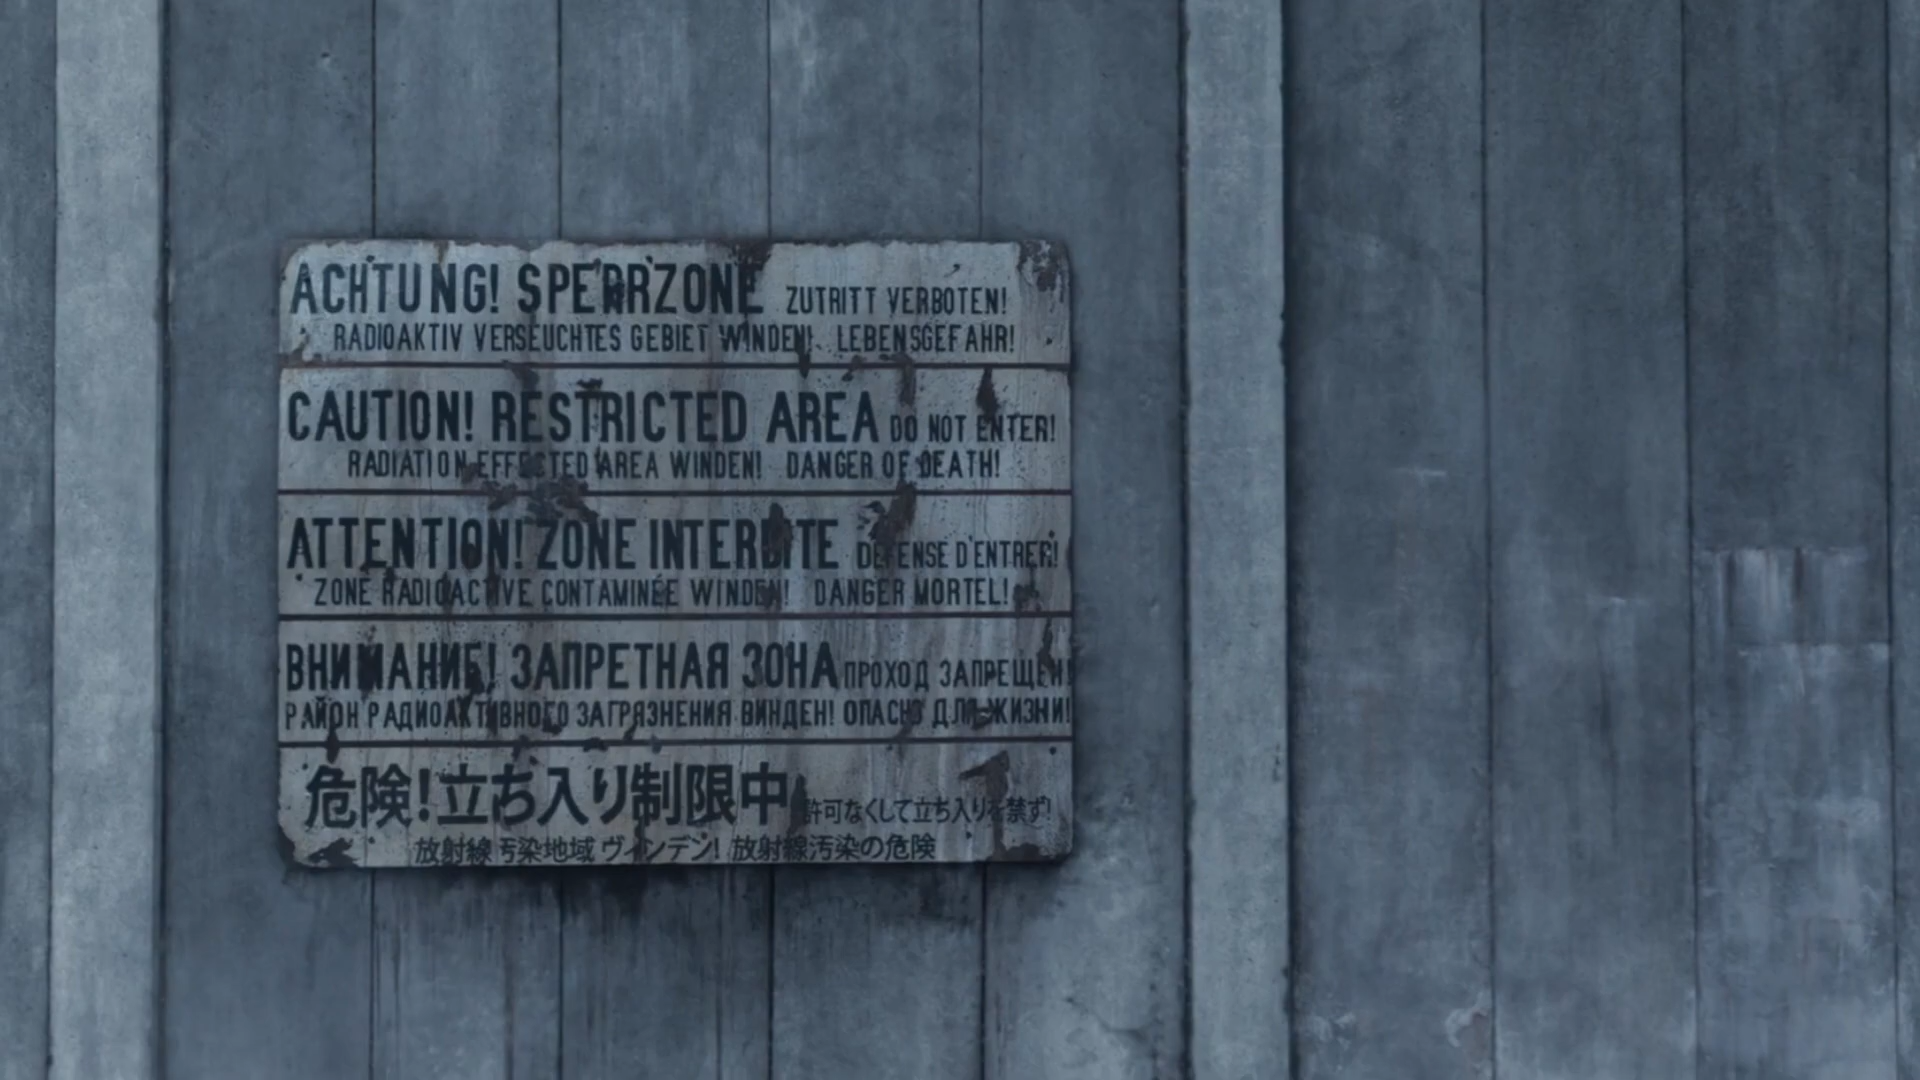 ACHTUNG! SPERRZONE ZUTRITT VERBOTEN!
RADIOAKTIV VERSEUCHTES GEBIET WINDEN! LEBENSGEFAHR!
CAUTION! RESTRICTED AREA DO NOT ENTER!
RADIATION EFFECTED AREA WINDEN! DANGER OF DEATH!
ATTENTION! ZONE INTERDITE DEFENSE D'ENTRER!
ZONE RADIOACTIVE CONTAMINÉE WINDEN! DANGER MORTEL!
ВНИМАНИЕ! ЗАПРЕТНАЯ ЗОНА ПРОХОД ЗАПРЕЩЕН!
РАЙОН РАДИОАКТИВНОГО ЗАГРЯЗНЕНИЯ ВИНДЕН! ОПАСНО ДЛЯ ЖИЗНИ!
危険!立ち入り制限中 許可なくして立ち入りを禁ず!
放射線汚染地域 ヴィンデン! 放射線汚染の危険